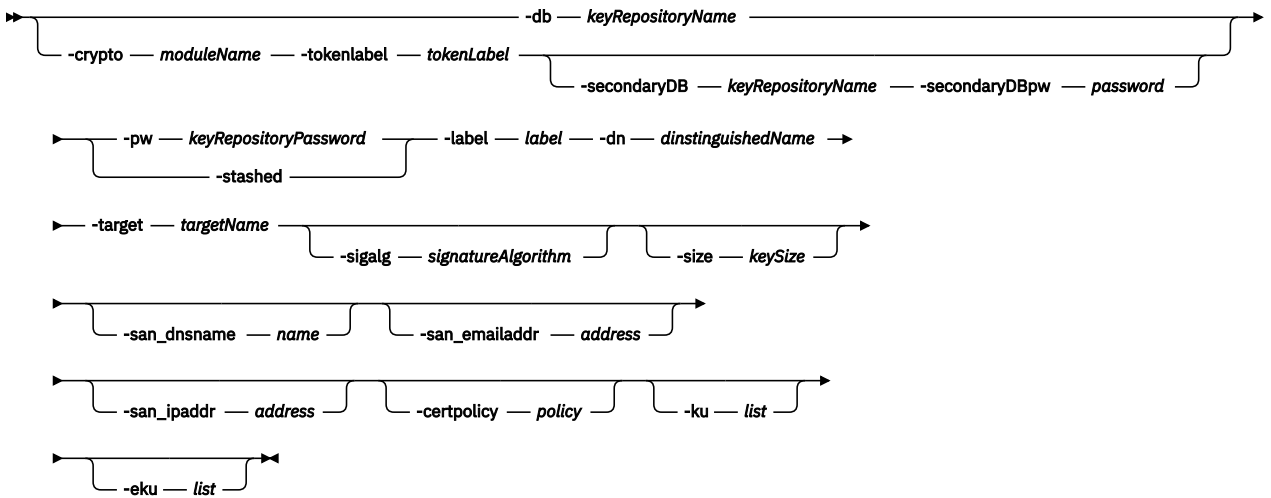 -db keyRepositoryName
-crypto moduleName -tokenlabel tokenLabel
-secondaryDB keyRepositoryName -secondaryDBpw password
-pw keyRepositoryPassword -label label -dn dinstinguishedName
-stashed
-target targetName
-sigalg signatureAlgorithm -size keySize
-san_dnsname name -san_emailaddr address
-san_ipaddr address -certpolicy policy -ku list
-eku list